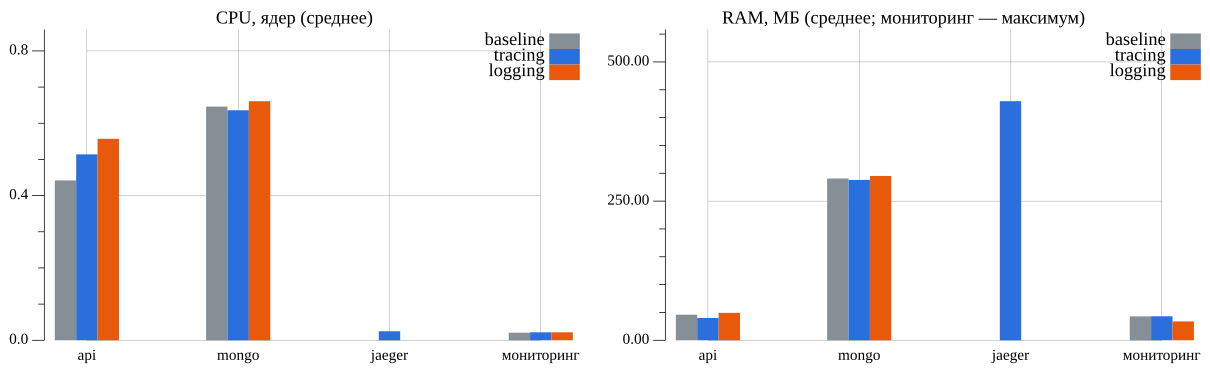 CPU, ядер (среднее)
baseline
tracing
logging
0.8
0.4
0.0
api
mongo
jaeger
мониторинг
RAM, МБ (среднее; мониторинг — максимум)
baseline
tracing
logging
500.00
250.00
0.00
api
mongo
jaeger
мониторинг